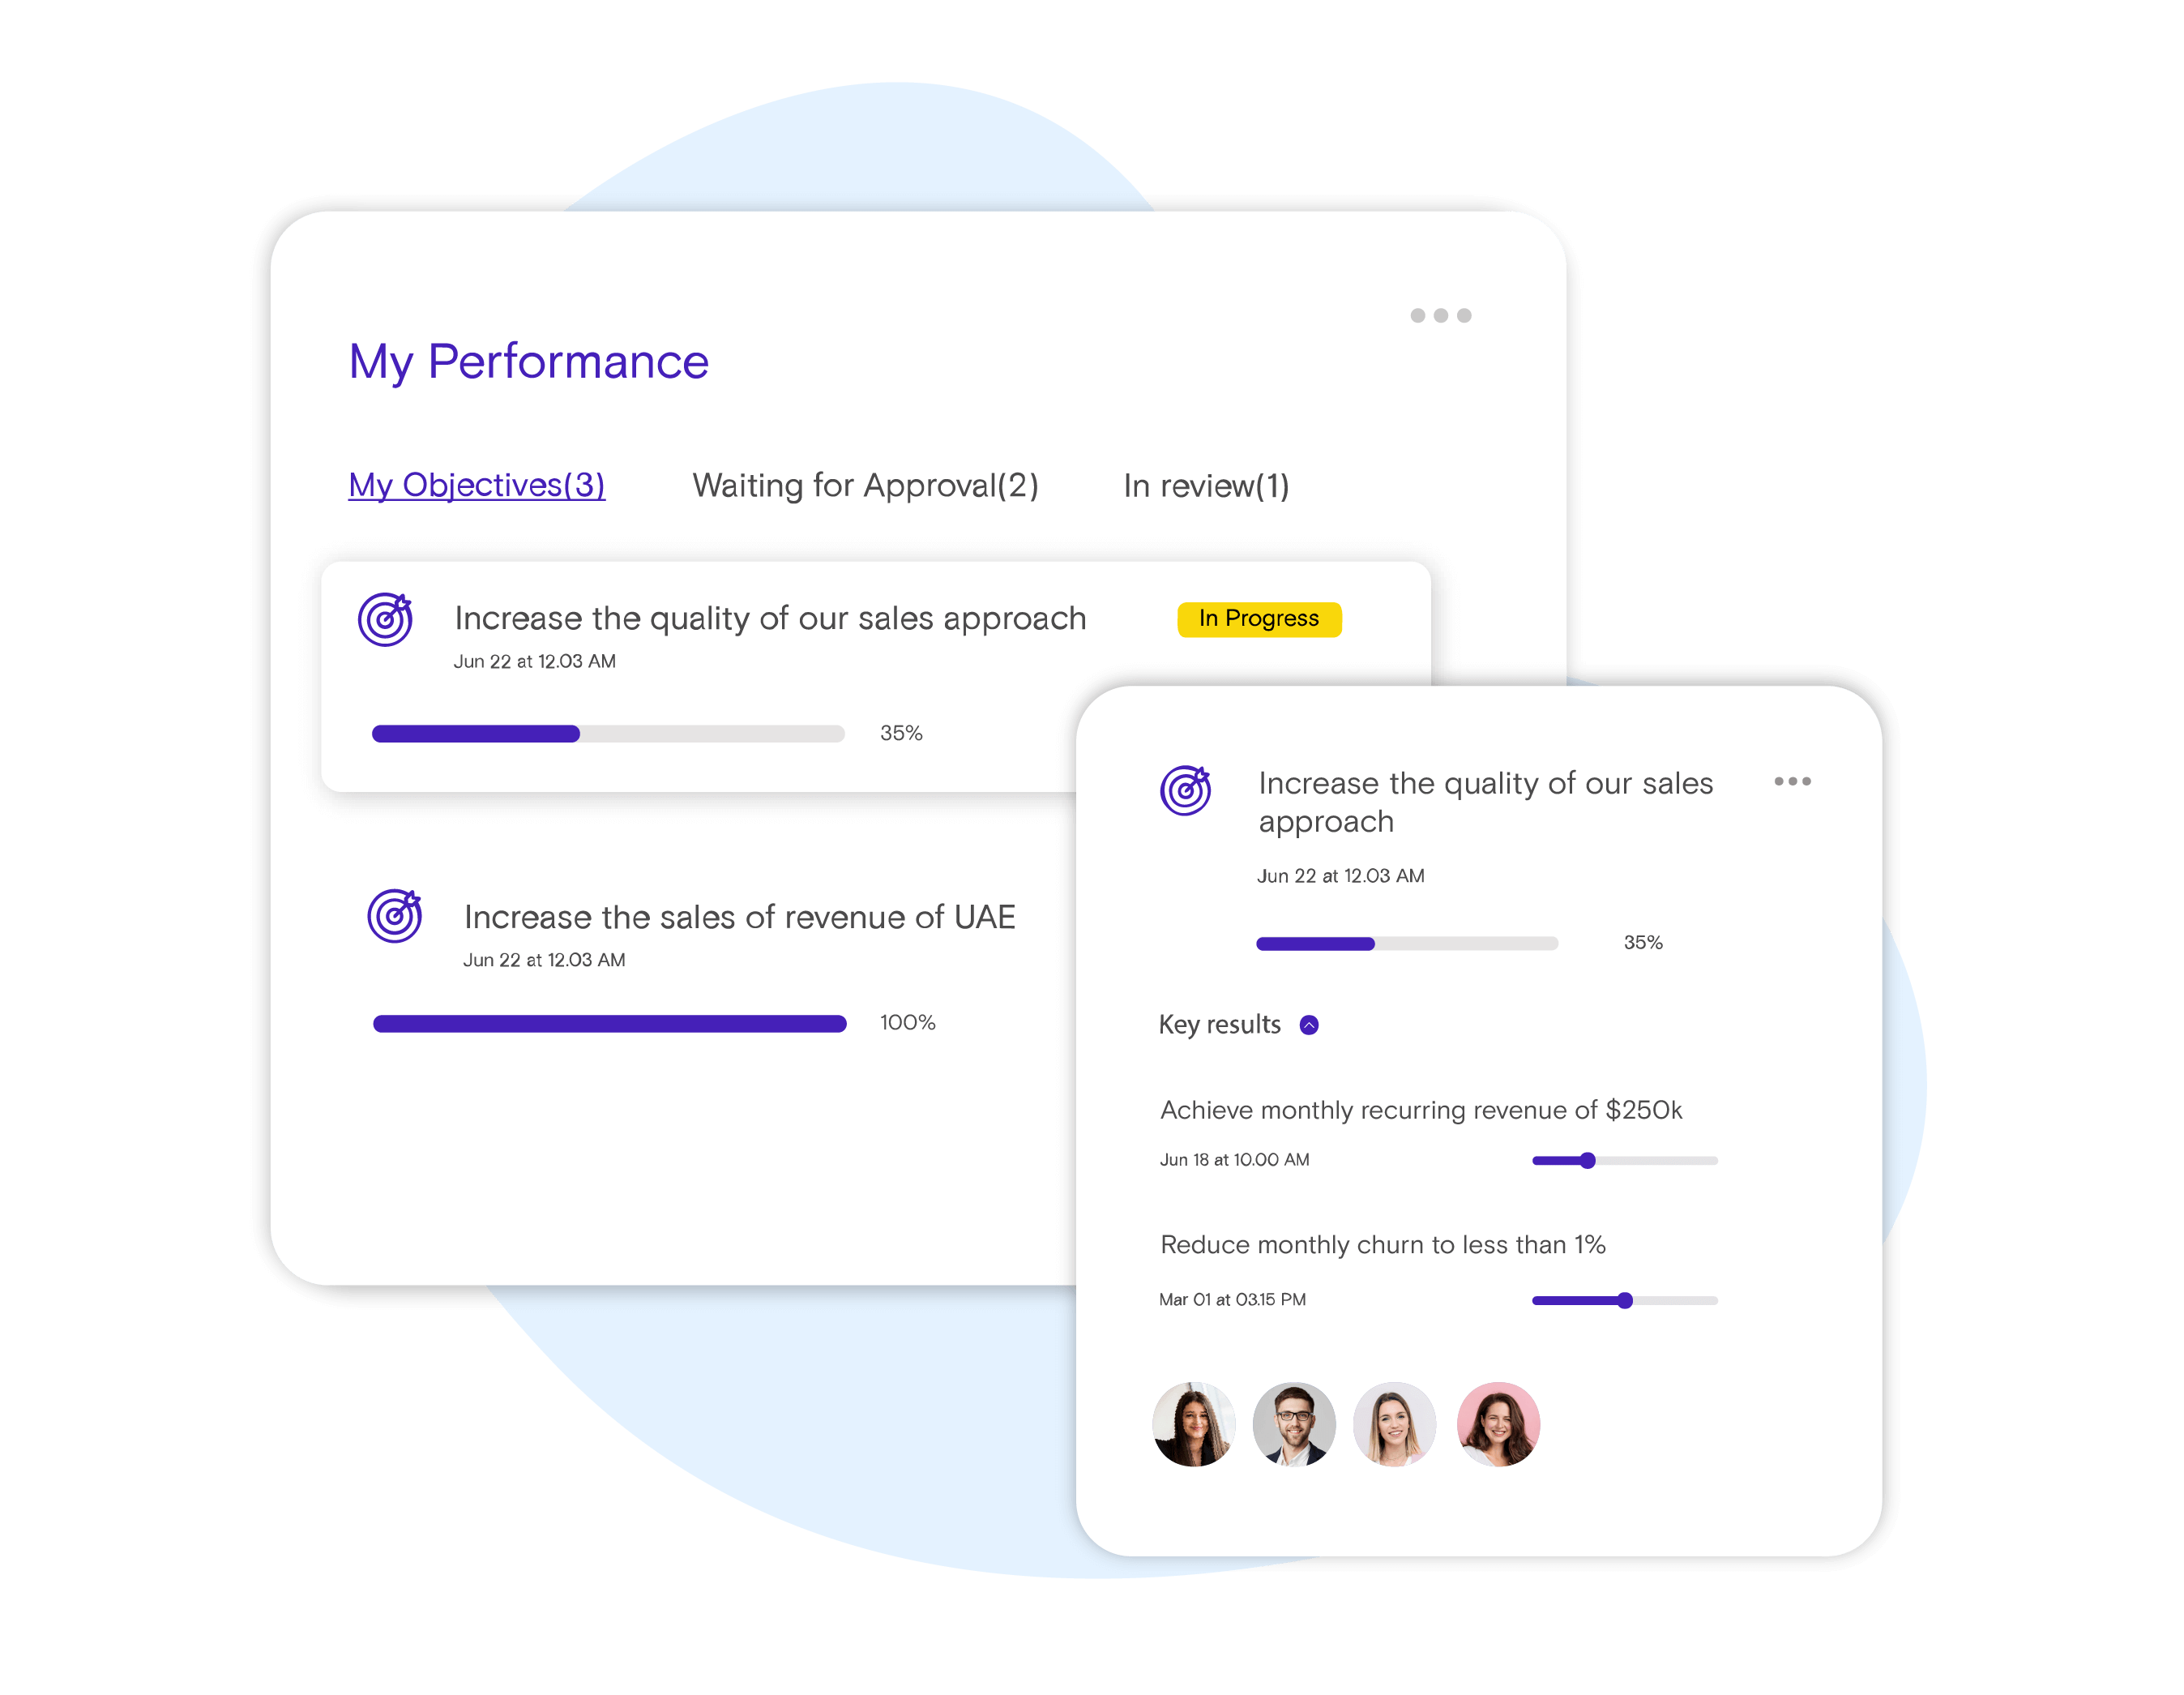 My Performance
My Objectives(3)
Waiting for Approval(2)
In review(1)
Increase the quality of our sales approach
In Progress
Jun 22 at 12.03 AM
35%
Increase the sales of revenue of UAE
Jun 22 at 12.03 AM
100%
Increase the quality of our sales
approach
Jun 22 at 12.03 AM
35%
Key results
Achieve monthly recurring revenue of $250k
Jun 18 at 10.00 AM
Reduce monthly churn to less than 1%
Mar 01 at 03.15 PM